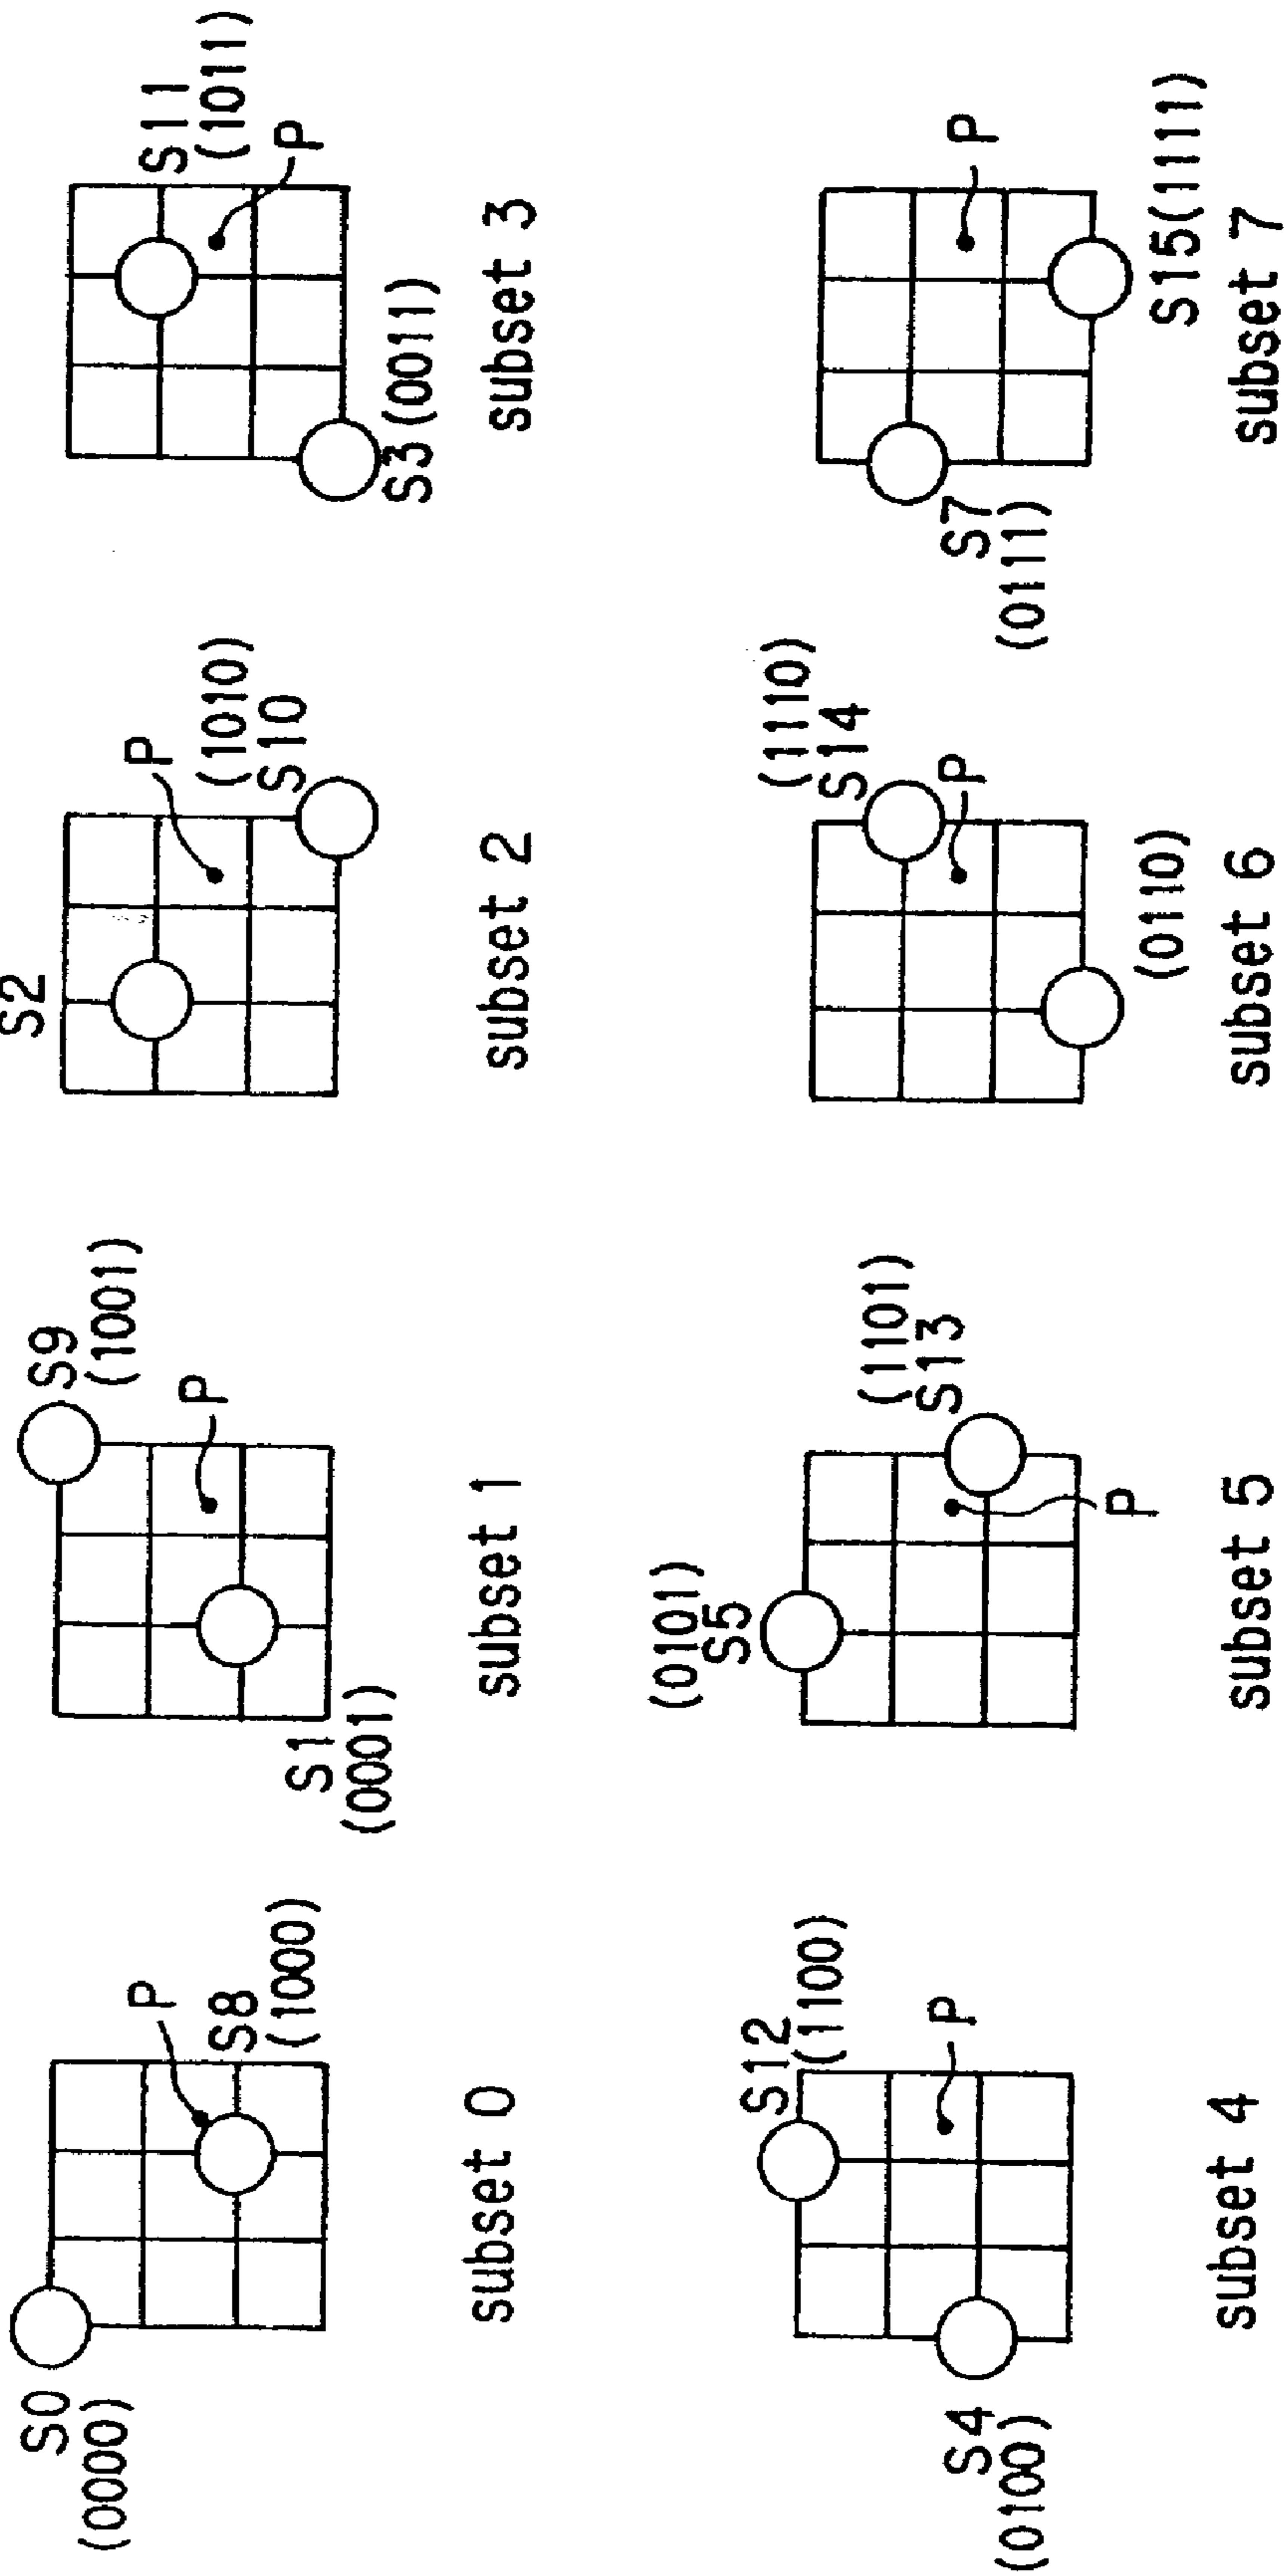 S0
(0000)
P
S8
(1000)
subset 0
S9
(1001)
P
S1
(0001)
subset 1
S2
P
(1010)
S10
subset 2
S11
(1011)
P
S3 (0011)
subset 3
S12
(1100)
P
S4
(0100)
subset 4
(0101)
S5
(1101)
S13
P
subset 5
(1110)
S14
P
(0110)
subset 6
P
S7
(0111)
S15(1111)
subset 7